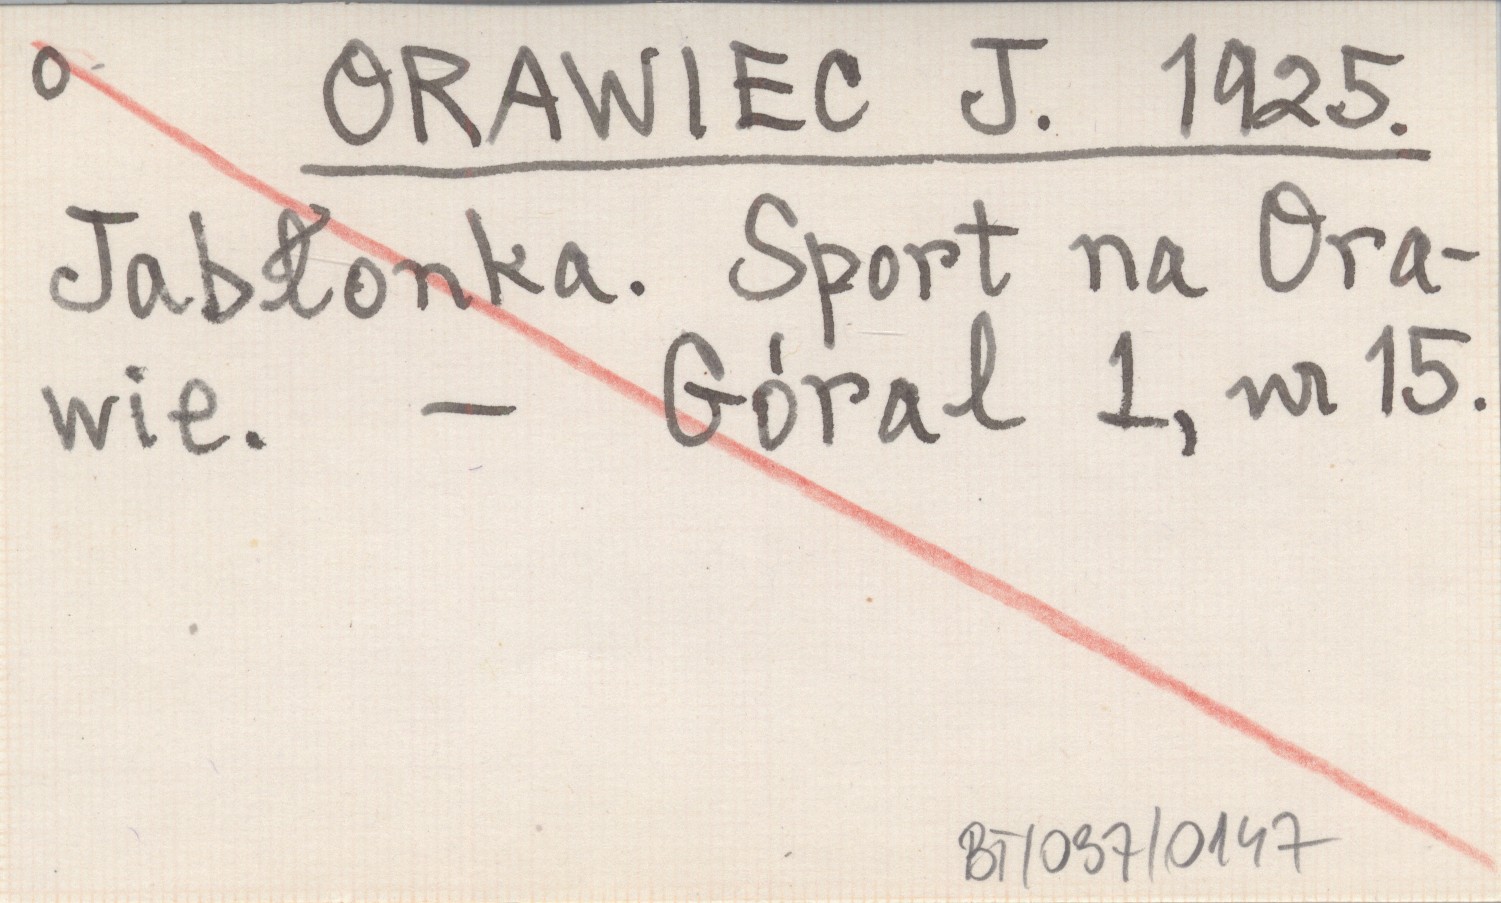 o ORAWIEC J. 1925.
Jabłonka. Sport na Ora-
wie. — Góral 1, nr 15.
BT/037/0147